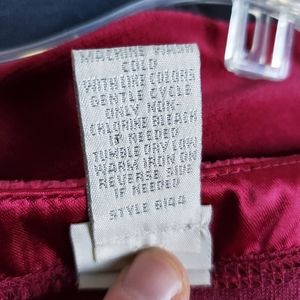 MACHINE WASH
COLD
WITH LIKE COLORS
GENTLE CYCLE
ONLY NON-
CHLORINE BLEACH
IF NEEDED
TUMBLE DRY LOW
WARM IRON ON
REVERSE SIDE
IF NEEDED
STYLE 6144